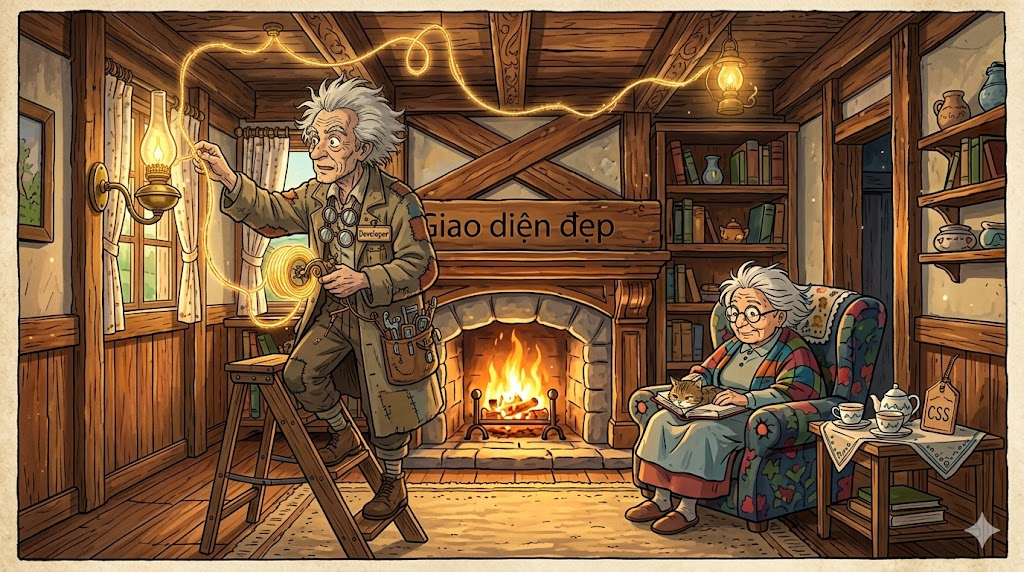 Developer
Giao diện đẹp
CSS